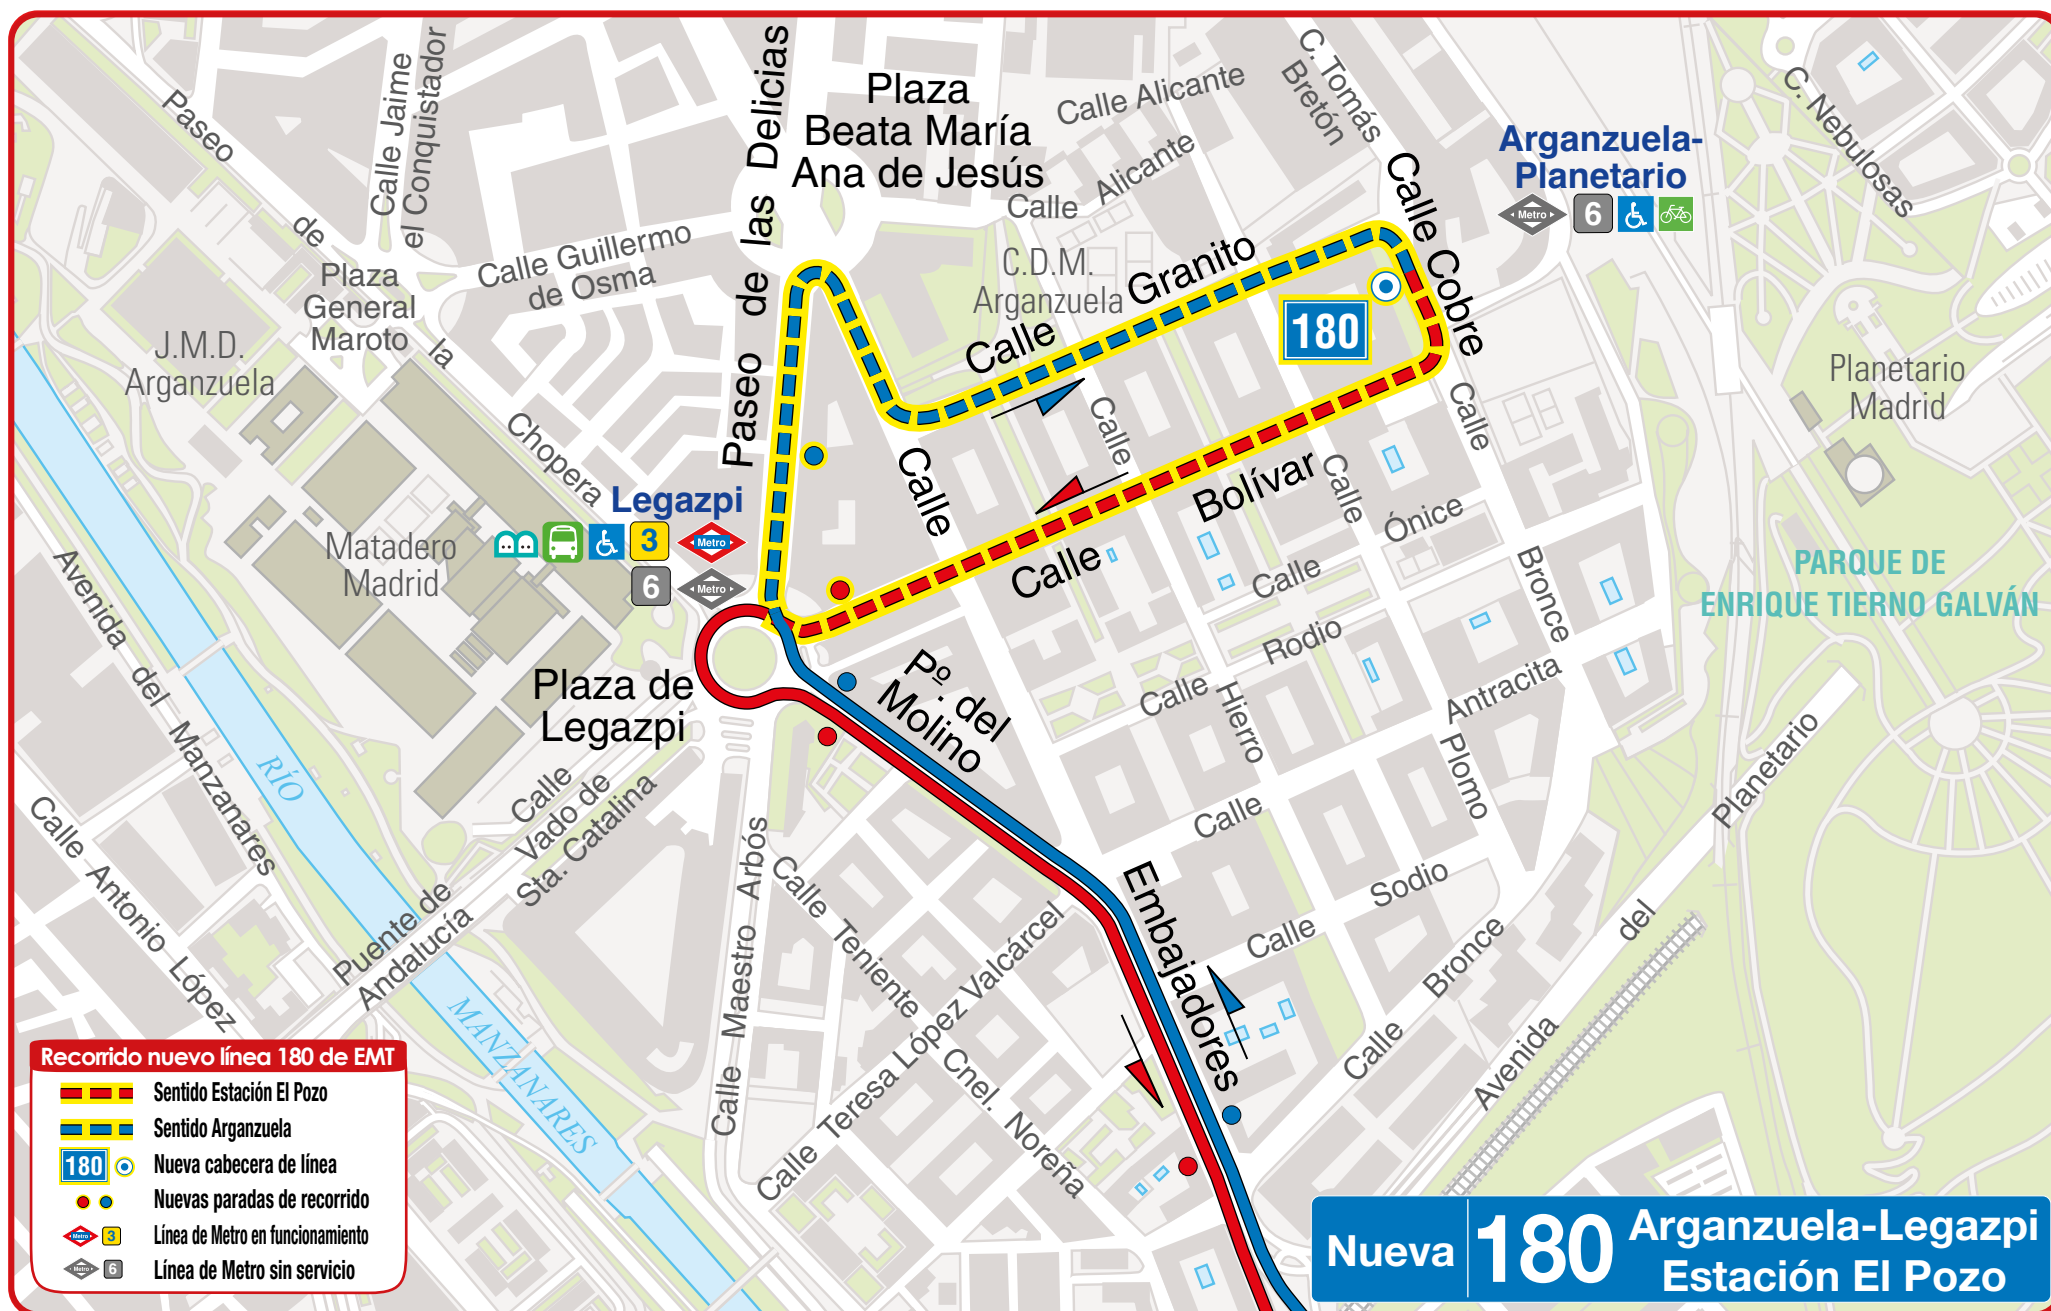 Paseo
de
la
Chopera
Calle Jaime
el Conquistador
Paseo de las Delicias
Plaza
Beata María
Ana de Jesús
Calle Alicante
Calle
Alicante
C. Tomás
Bretón
Calle Cobre
Arganzuela-
Planetario
Metro
6
C. Nebulosas
Plaza
General
Maroto
Calle Guillermo
de Osma
C.D.M.
Arganzuela
Calle
Granito
180
J.M.D.
Arganzuela
Planetario
Madrid
Calle
Calle
Calle
Hierro
Calle
Plomo
Calle
Bronce
Calle
Bolívar
Legazpi
3
Metro
6
Metro
Matadero
Madrid
Ónice
Calle
Rodio
Calle
Antracita
Calle
PARQUE DE
ENRIQUE TIERNO GALVÁN
Plaza de
Legazpi
Pº. del
Molino
Avenida del Manzanares
RÍO
MANZANARES
Calle
Vado de
Sta. Catalina
Calle Antonio López
Puente de
Andalucía
Calle Maestro Arbós
Calle Teniente Cnel. Noreña
Calle Teresa López Valcárcel
Embajadores
Sodio
Calle
Calle Bronce
Avenida del Planetario
Recorrido nuevo línea 180 de EMT
Sentido Estación El Pozo
Sentido Arganzuela
180 Nueva cabecera de línea
Nuevas paradas de recorrido
Metro 3 Línea de Metro en funcionamiento
Metro 6 Línea de Metro sin servicio
Nueva 180 Arganzuela-Legazpi
Estación El Pozo